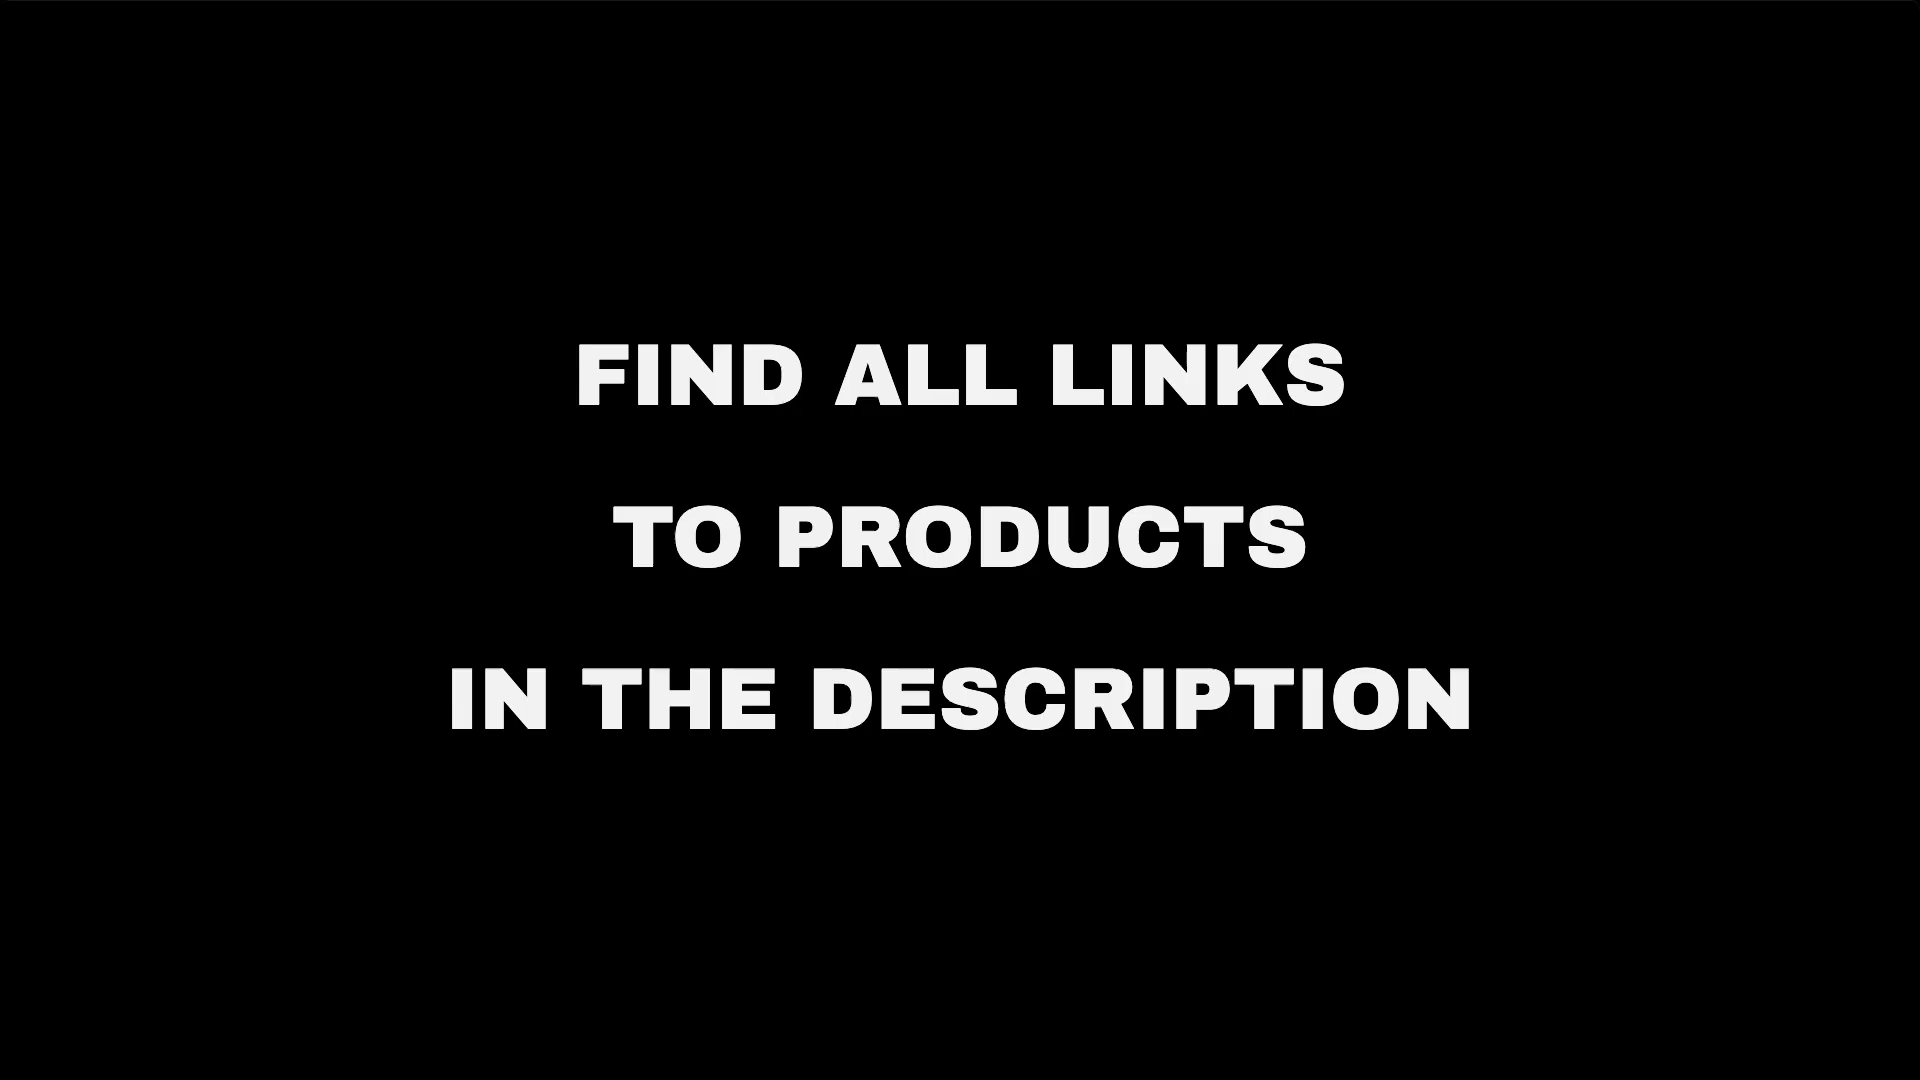 FIND ALL LINKS
TO PRODUCTS
IN THE DESCRIPTION